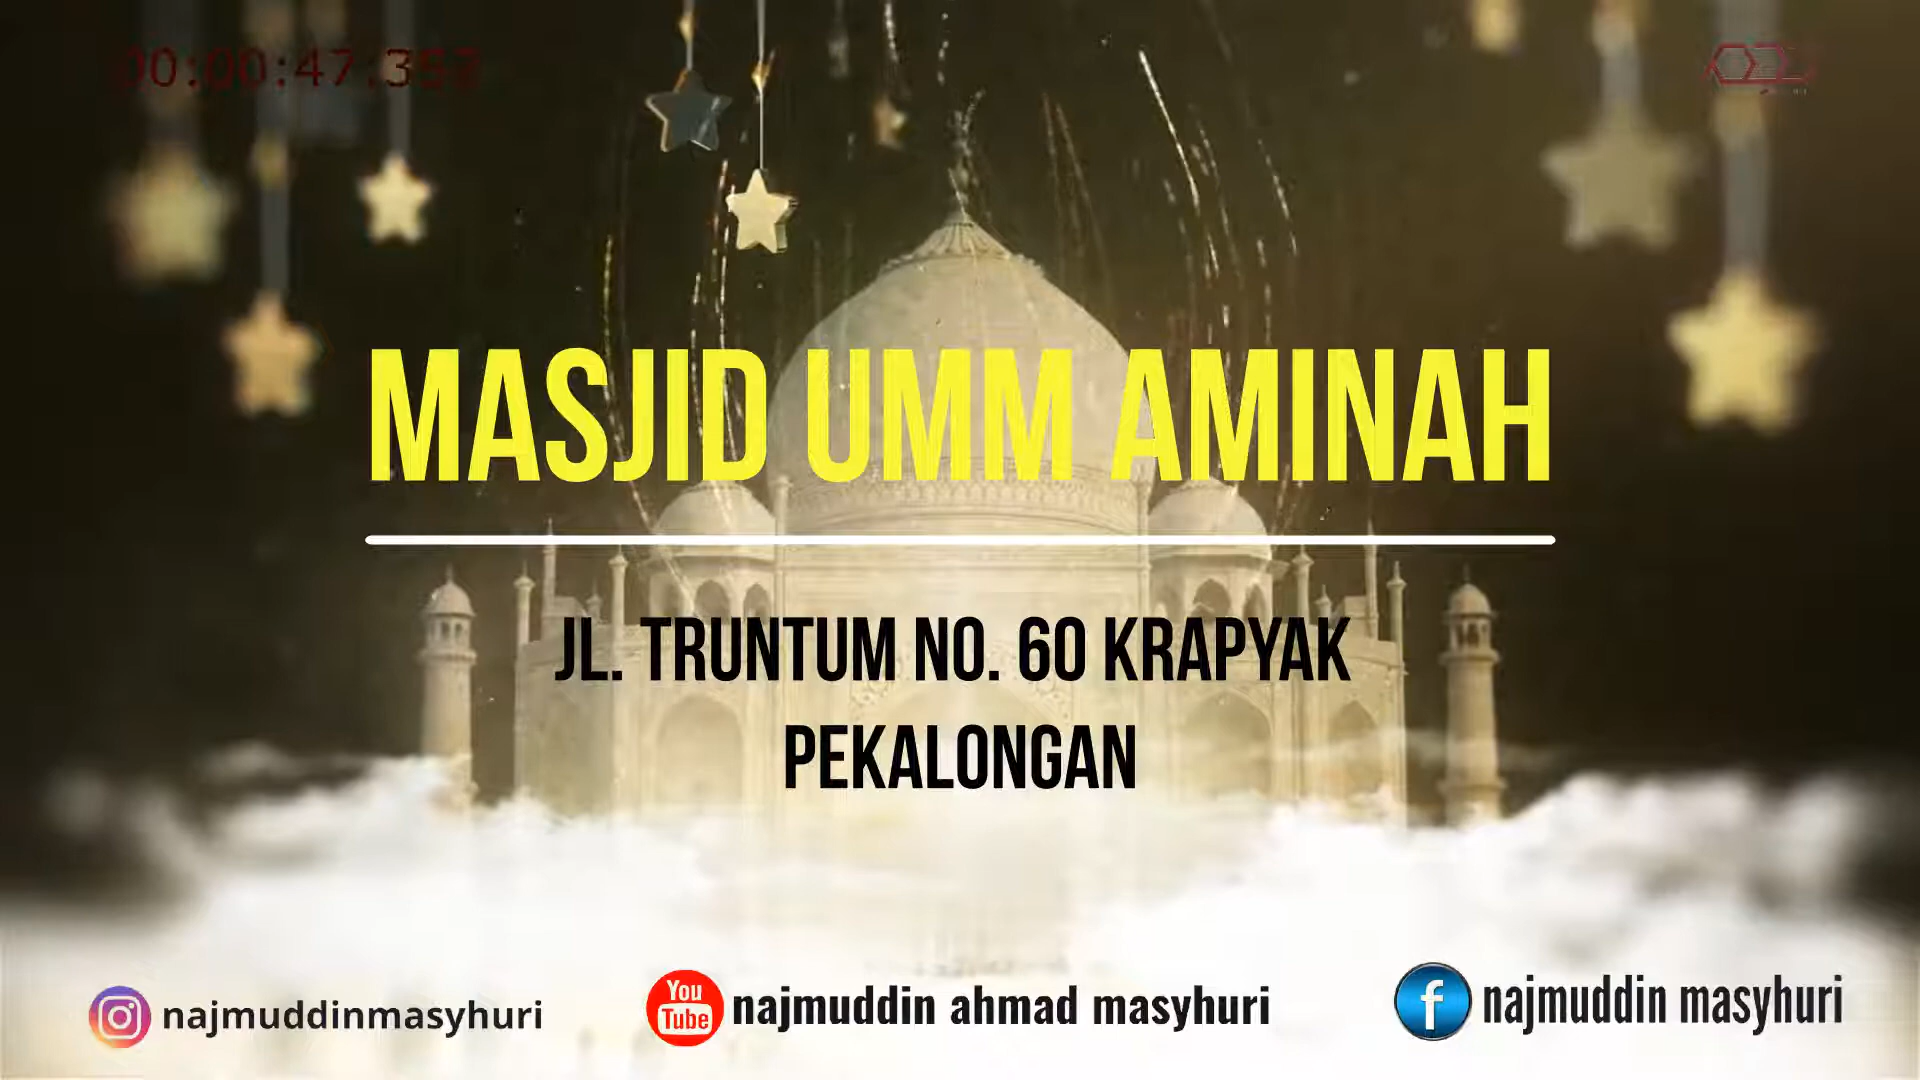 MASJID UMM AMINAH
JL. TRUNTUM NO. 60 KRAPYAK
PEKALONGAN
najmuddinmasyhuri
You
Tube
najmuddin ahmad masyhuri
f
najmuddin masyhuri